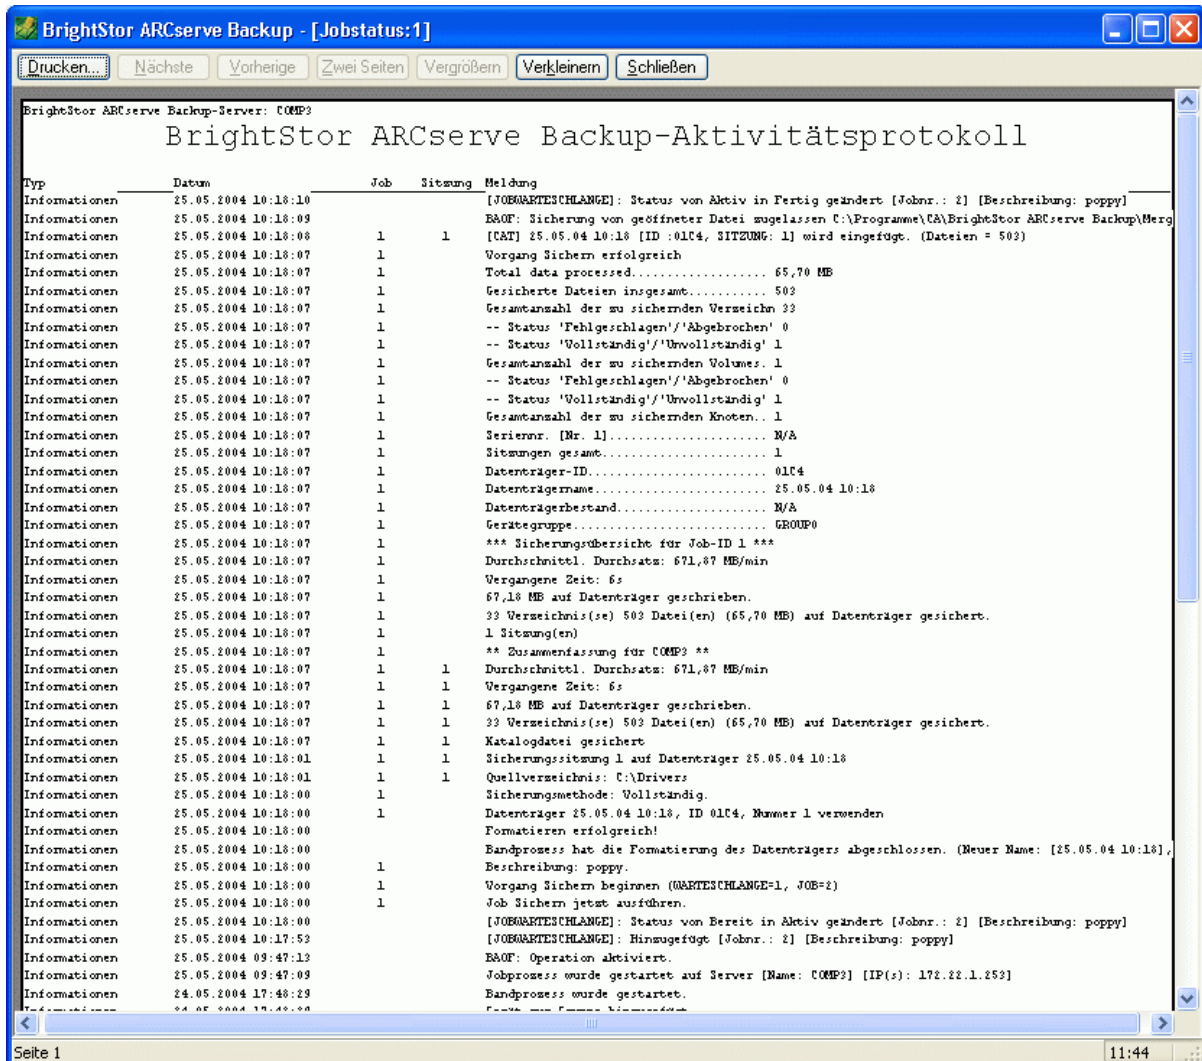 BrightStor ARCserve Backup - [Jobstatus:1]
Drucken... Nächste Vorherige Zwei Seiten Vergrößern Verkleinern Schließen
BrightStor ARCserve Backup-Server: COMP3
BrightStor ARCserve Backup-Aktivitätsprotokoll
Typ Datum Job Sitzung Meldung
Informationen 25.05.2004 10:18:10 [JOBWARTESCHLANGE]: Status von Aktiv in Fertig geändert [Jobnr.: 2] [Beschreibung: poppy]
Informationen 25.05.2004 10:18:09 BAOF: Sicherung von geöffneter Datei zugelassen C:\Programme\CA\BrightStor ARCserve Backup\Merg
Informationen 25.05.2004 10:18:08 1 1 [CAT] 25.05.04 10:18 [ID :01C4, SITZUNG: 1] wird eingefügt. (Dateien = 503)
Informationen 25.05.2004 10:18:07 1 Vorgang Sichern erfolgreich
Informationen 25.05.2004 10:18:07 1 Total data processed................... 65,70 MB
Informationen 25.05.2004 10:18:07 1 Gesicherte Dateien insgesamt........... 503
Informationen 25.05.2004 10:18:07 1 Gesamtanzahl der zu sichernden Verzeichn 33
Informationen 25.05.2004 10:18:07 1 -- Status 'Fehlgeschlagen'/'Abgebrochen' 0
Informationen 25.05.2004 10:18:07 1 -- Status 'Vollständig'/'Unvollständig' 1
Informationen 25.05.2004 10:18:07 1 Gesamtanzahl der zu sichernden Volumes. 1
Informationen 25.05.2004 10:18:07 1 -- Status 'Fehlgeschlagen'/'Abgebrochen' 0
Informationen 25.05.2004 10:18:07 1 -- Status 'Vollständig'/'Unvollständig' 1
Informationen 25.05.2004 10:18:07 1 Gesamtanzahl der zu sichernden Knoten.. 1
Informationen 25.05.2004 10:18:07 1 Seriennr. [Nr. 1]...................... N/A
Informationen 25.05.2004 10:18:07 1 Sitzungen gesamt....................... 1
Informationen 25.05.2004 10:18:07 1 Datenträger-ID......................... 01C4
Informationen 25.05.2004 10:18:07 1 Datenträgername........................ 25.05.04 10:18
Informationen 25.05.2004 10:18:07 1 Datenträgerbestand..................... N/A
Informationen 25.05.2004 10:18:07 1 Gerätegruppe........................... GROUP0
Informationen 25.05.2004 10:18:07 1 *** Sicherungsübersicht für Job-ID 1 ***
Informationen 25.05.2004 10:18:07 1 Durchschnittl. Durchsatz: 671,87 MB/min
Informationen 25.05.2004 10:18:07 1 Vergangene Zeit: 6s
Informationen 25.05.2004 10:18:07 1 67,18 MB auf Datenträger geschrieben.
Informationen 25.05.2004 10:18:07 1 33 Verzeichnis(se) 503 Datei(en) (65,70 MB) auf Datenträger gesichert.
Informationen 25.05.2004 10:18:07 1 1 Sitzung(en)
Informationen 25.05.2004 10:18:07 1 ** Zusammenfassung für COMP3 **
Informationen 25.05.2004 10:18:07 1 1 Durchschnittl. Durchsatz: 671,87 MB/min
Informationen 25.05.2004 10:18:07 1 1 Vergangene Zeit: 6s
Informationen 25.05.2004 10:18:07 1 1 67,18 MB auf Datenträger geschrieben.
Informationen 25.05.2004 10:18:07 1 1 33 Verzeichnis(se) 503 Datei(en) (65,70 MB) auf Datenträger gesichert.
Informationen 25.05.2004 10:18:07 1 1 Katalogdatei gesichert
Informationen 25.05.2004 10:18:01 1 1 Sicherungssitzung 1 auf Datenträger 25.05.04 10:18
Informationen 25.05.2004 10:18:01 1 1 Quellverzeichnis: C:\Drivers
Informationen 25.05.2004 10:18:00 1 Sicherungsmethode: Vollständig.
Informationen 25.05.2004 10:18:00 1 Datenträger 25.05.04 10:18, ID 01C4, Nummer 1 verwenden
Informationen 25.05.2004 10:18:00 Formatieren erfolgreich!
Informationen 25.05.2004 10:18:00 Bandprozess hat die Formatierung des Datenträgers abgeschlossen. (Neuer Name: [25.05.04 10:18],
Informationen 25.05.2004 10:18:00 1 Beschreibung: poppy.
Informationen 25.05.2004 10:18:00 1 Vorgang Sichern beginnen (WARTESCHLANGE=1, JOB=2)
Informationen 25.05.2004 10:18:00 1 Job Sichern jetzt ausführen.
Informationen 25.05.2004 10:18:00 [JOBWARTESCHLANGE]: Status von Bereit in Aktiv geändert [Jobnr.: 2] [Beschreibung: poppy]
Informationen 25.05.2004 10:17:53 [JOBWARTESCHLANGE]: Hinzugefügt [Jobnr.: 2] [Beschreibung: poppy]
Informationen 25.05.2004 09:47:13 BAOF: Operation aktiviert.
Informationen 25.05.2004 09:47:09 Jobprozess wurde gestartet auf Server [Name: COMP3] [IP(s): 172.22.1.253]
Informationen 24.05.2004 17:48:29 Bandprozess wurde gestartet.
Seite 1 11:44